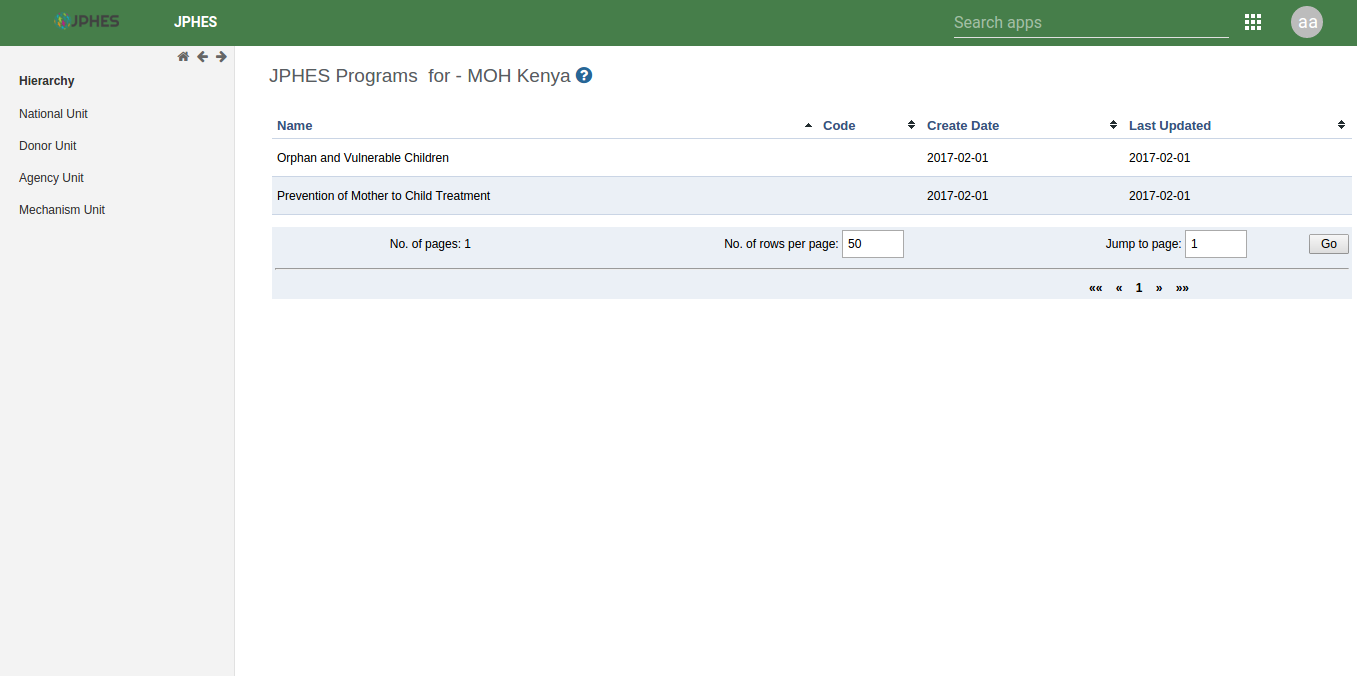 JPHES
JPHES
Search apps
aa
Hierarchy
National Unit
Donor Unit
Agency Unit
Mechanism Unit
JPHES Programs for - MOH Kenya ?
Name Code Create Date Last Updated
Orphan and Vulnerable Children 2017-02-01 2017-02-01
Prevention of Mother to Child Treatment 2017-02-01 2017-02-01
No. of pages: 1 No. of rows per page: 50 Jump to page: 1 Go
«« « 1 » »»